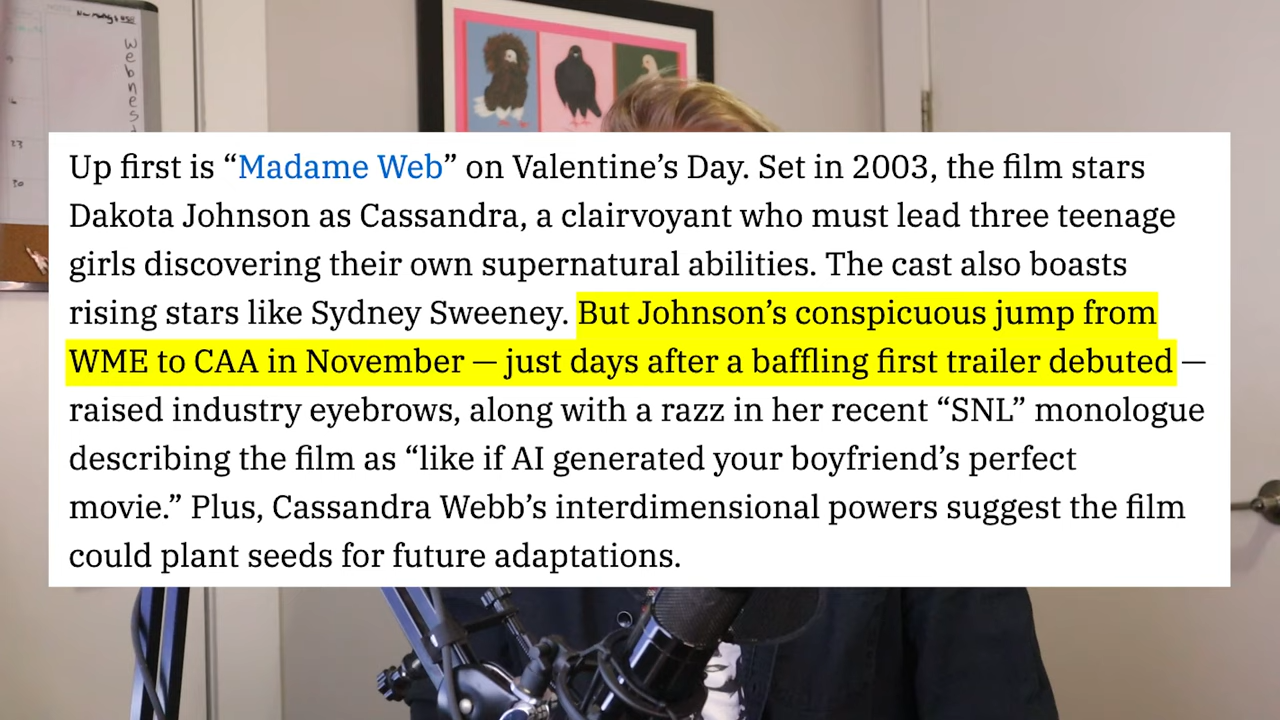 Webnesd
23
30
Up first is “Madame Web” on Valentine’s Day. Set in 2003, the film stars
Dakota Johnson as Cassandra, a clairvoyant who must lead three teenage
girls discovering their own supernatural abilities. The cast also boasts
rising stars like Sydney Sweeney. But Johnson’s conspicuous jump from
WME to CAA in November — just days after a baffling first trailer debuted —
raised industry eyebrows, along with a razz in her recent “SNL” monologue
describing the film as “like if AI generated your boyfriend’s perfect
movie.” Plus, Cassandra Webb’s interdimensional powers suggest the film
could plant seeds for future adaptations.